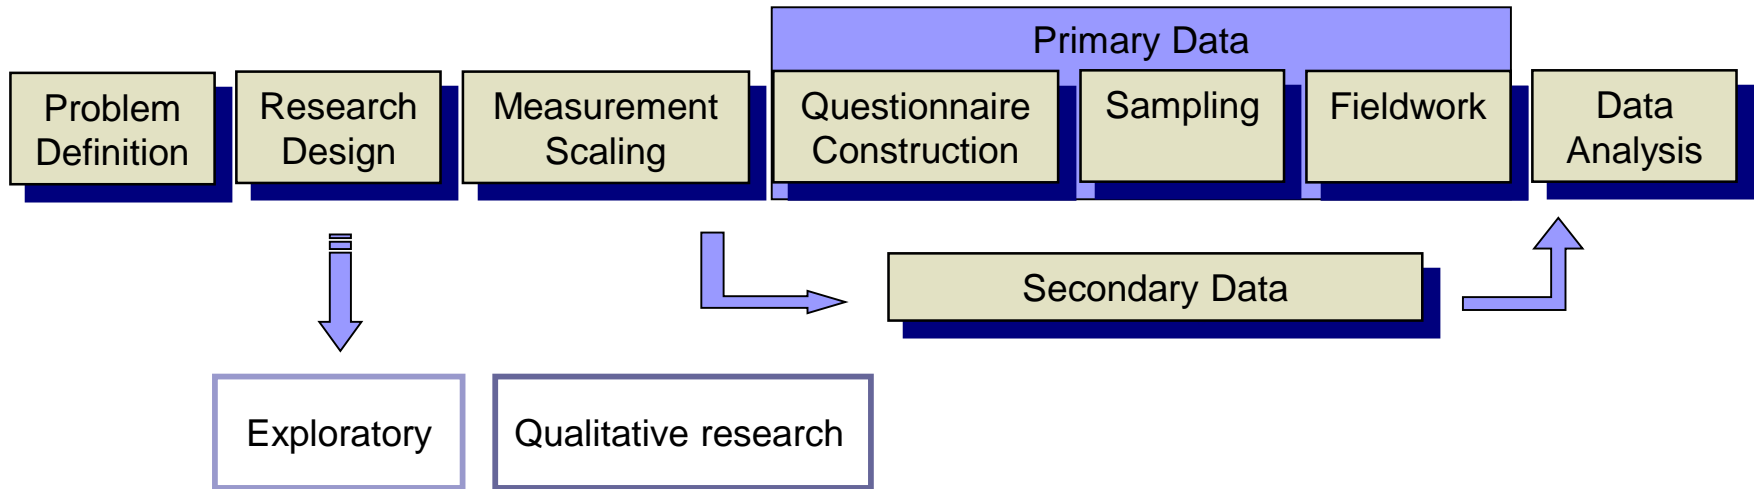 Primary Data
Problem
Definition
Research
Design
Measurement
Scaling
Questionnaire
Construction
Sampling
Fieldwork
Data
Analysis
Secondary Data
Exploratory
Qualitative research